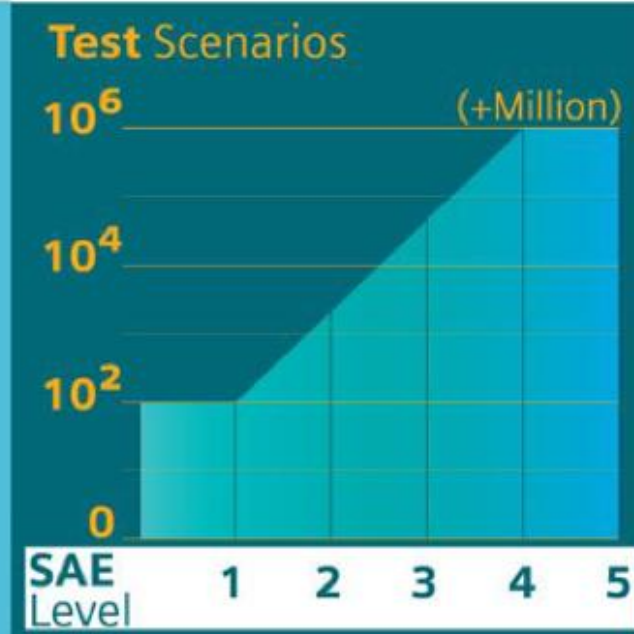 Test Scenarios
(+Million)
10⁶
10⁴
10²
0
SAE Level 1 2 3 4 5